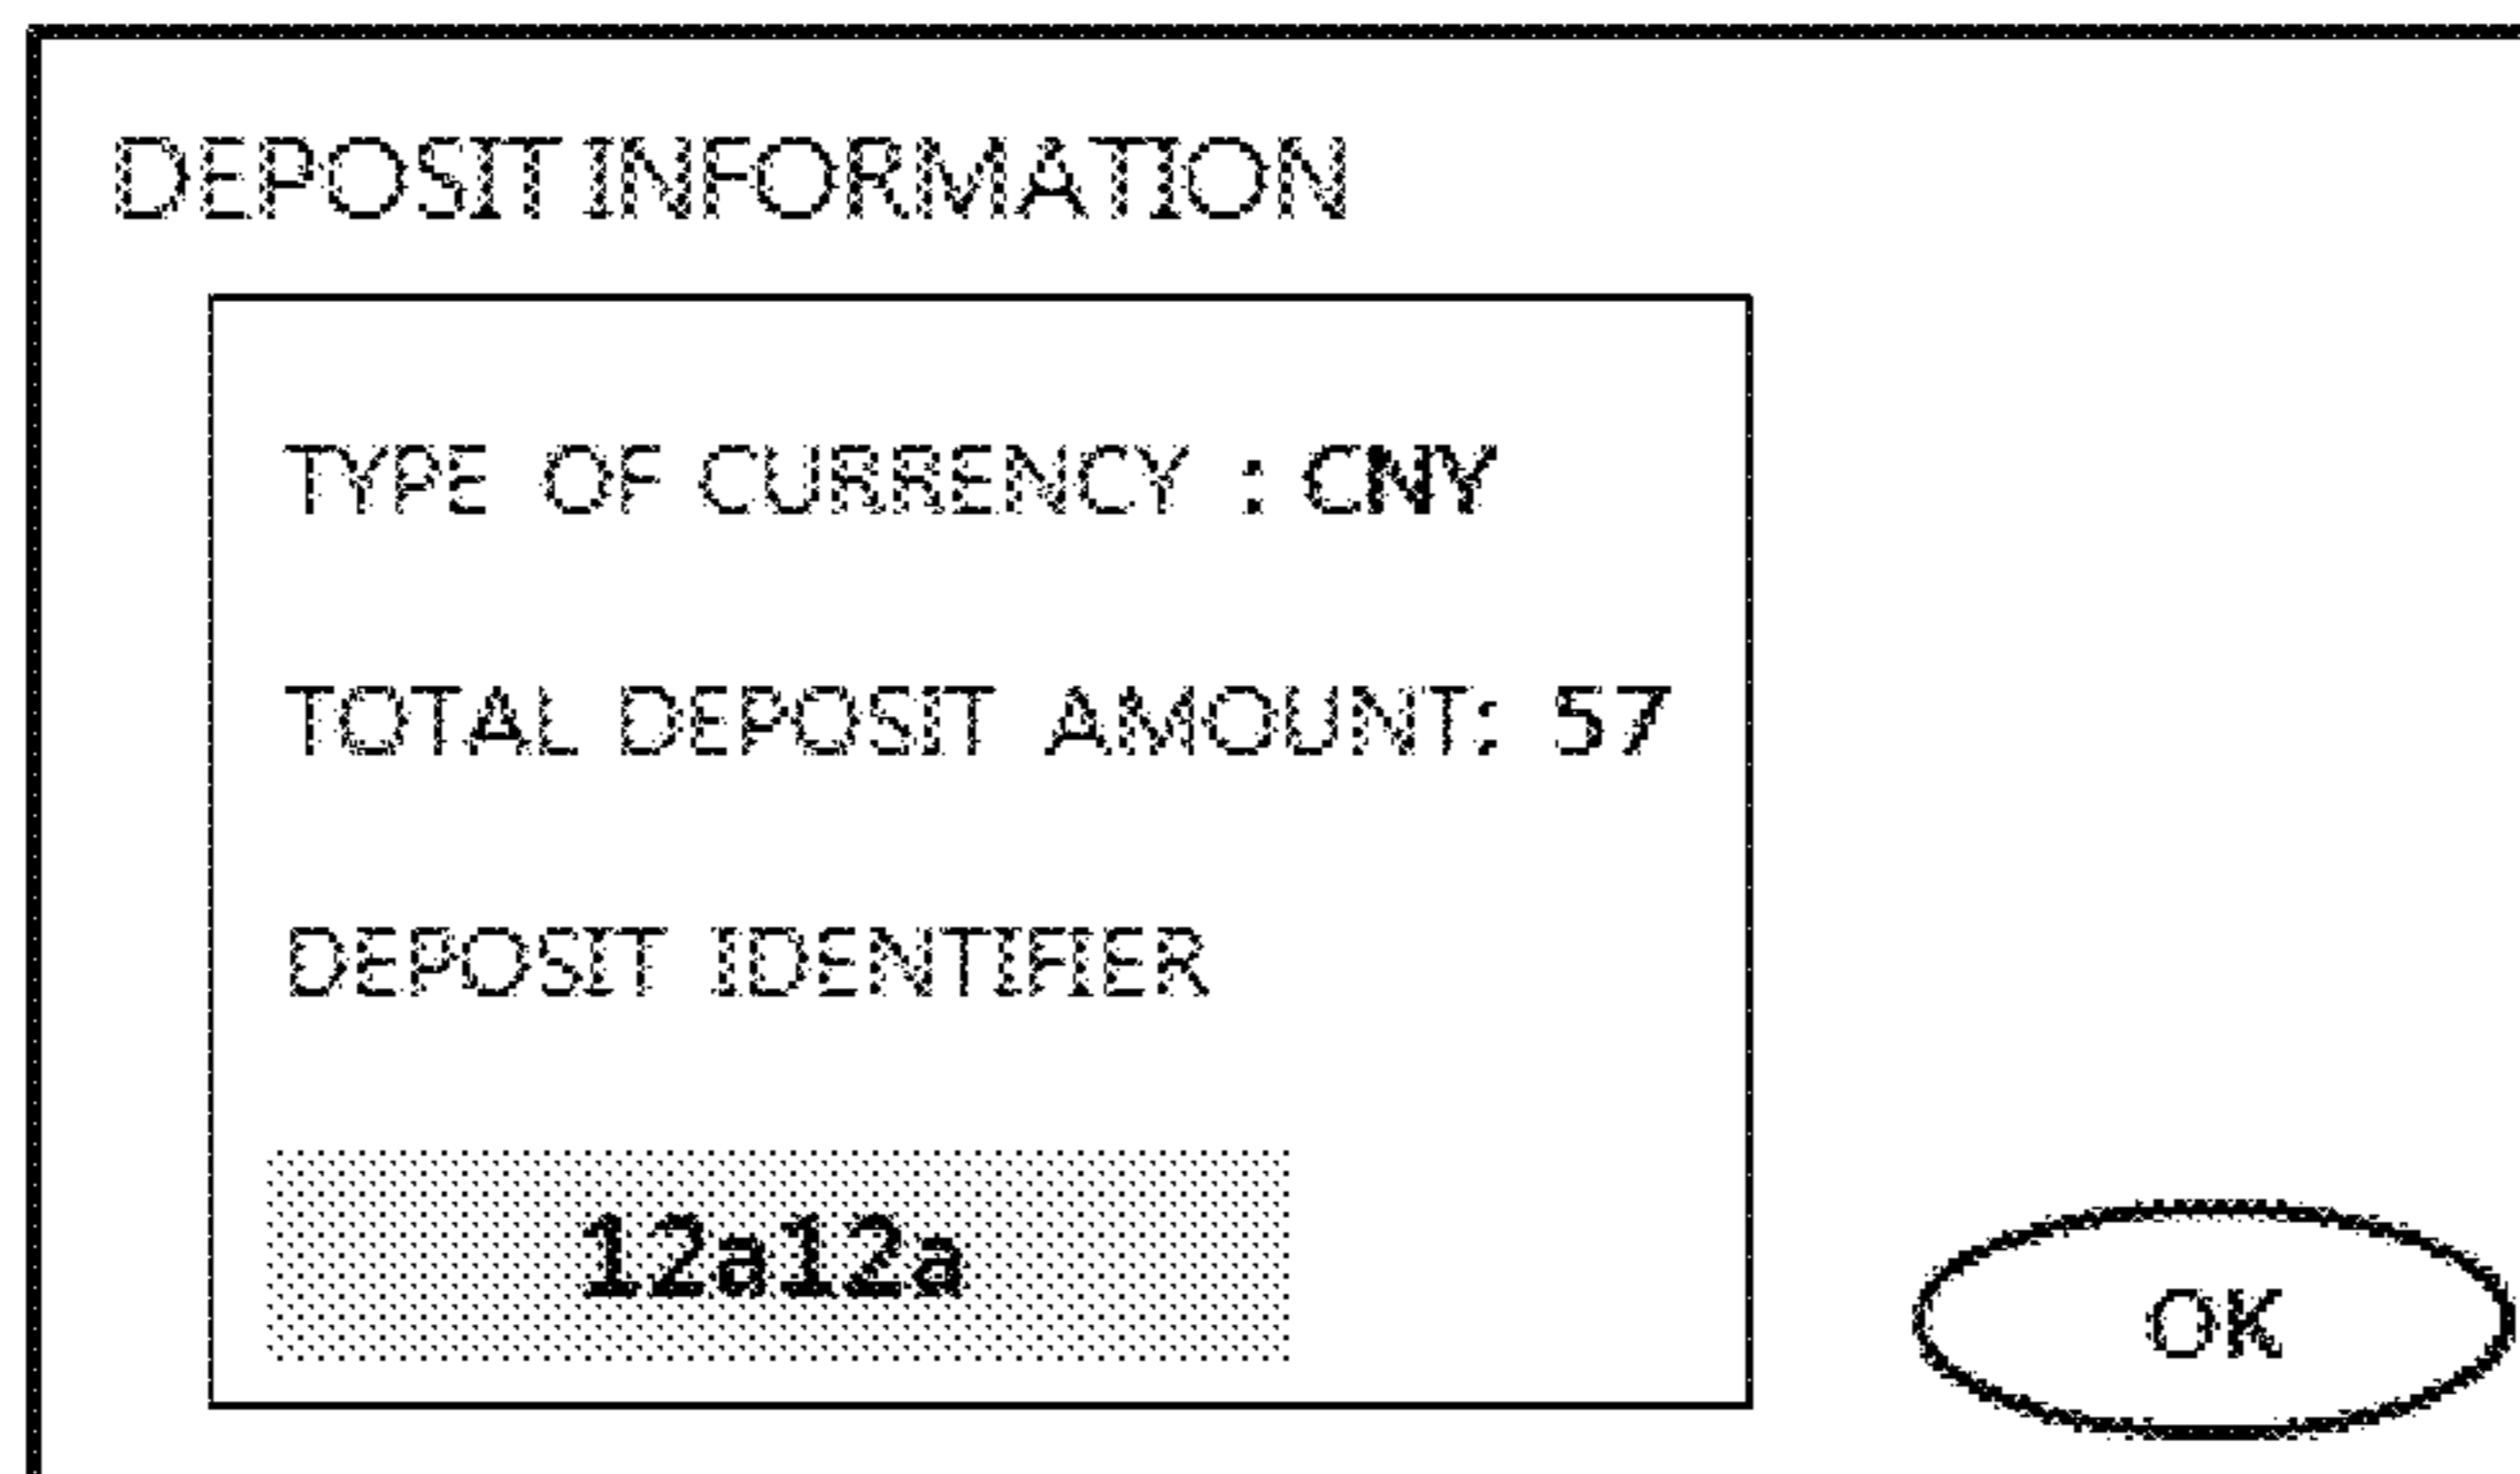 DEPOSIT INFORMATION
TYPE OF CURRENCY : CNY
TOTAL DEPOSIT AMOUNT: 57
DEPOSIT IDENTIFIER
12a12a
OK